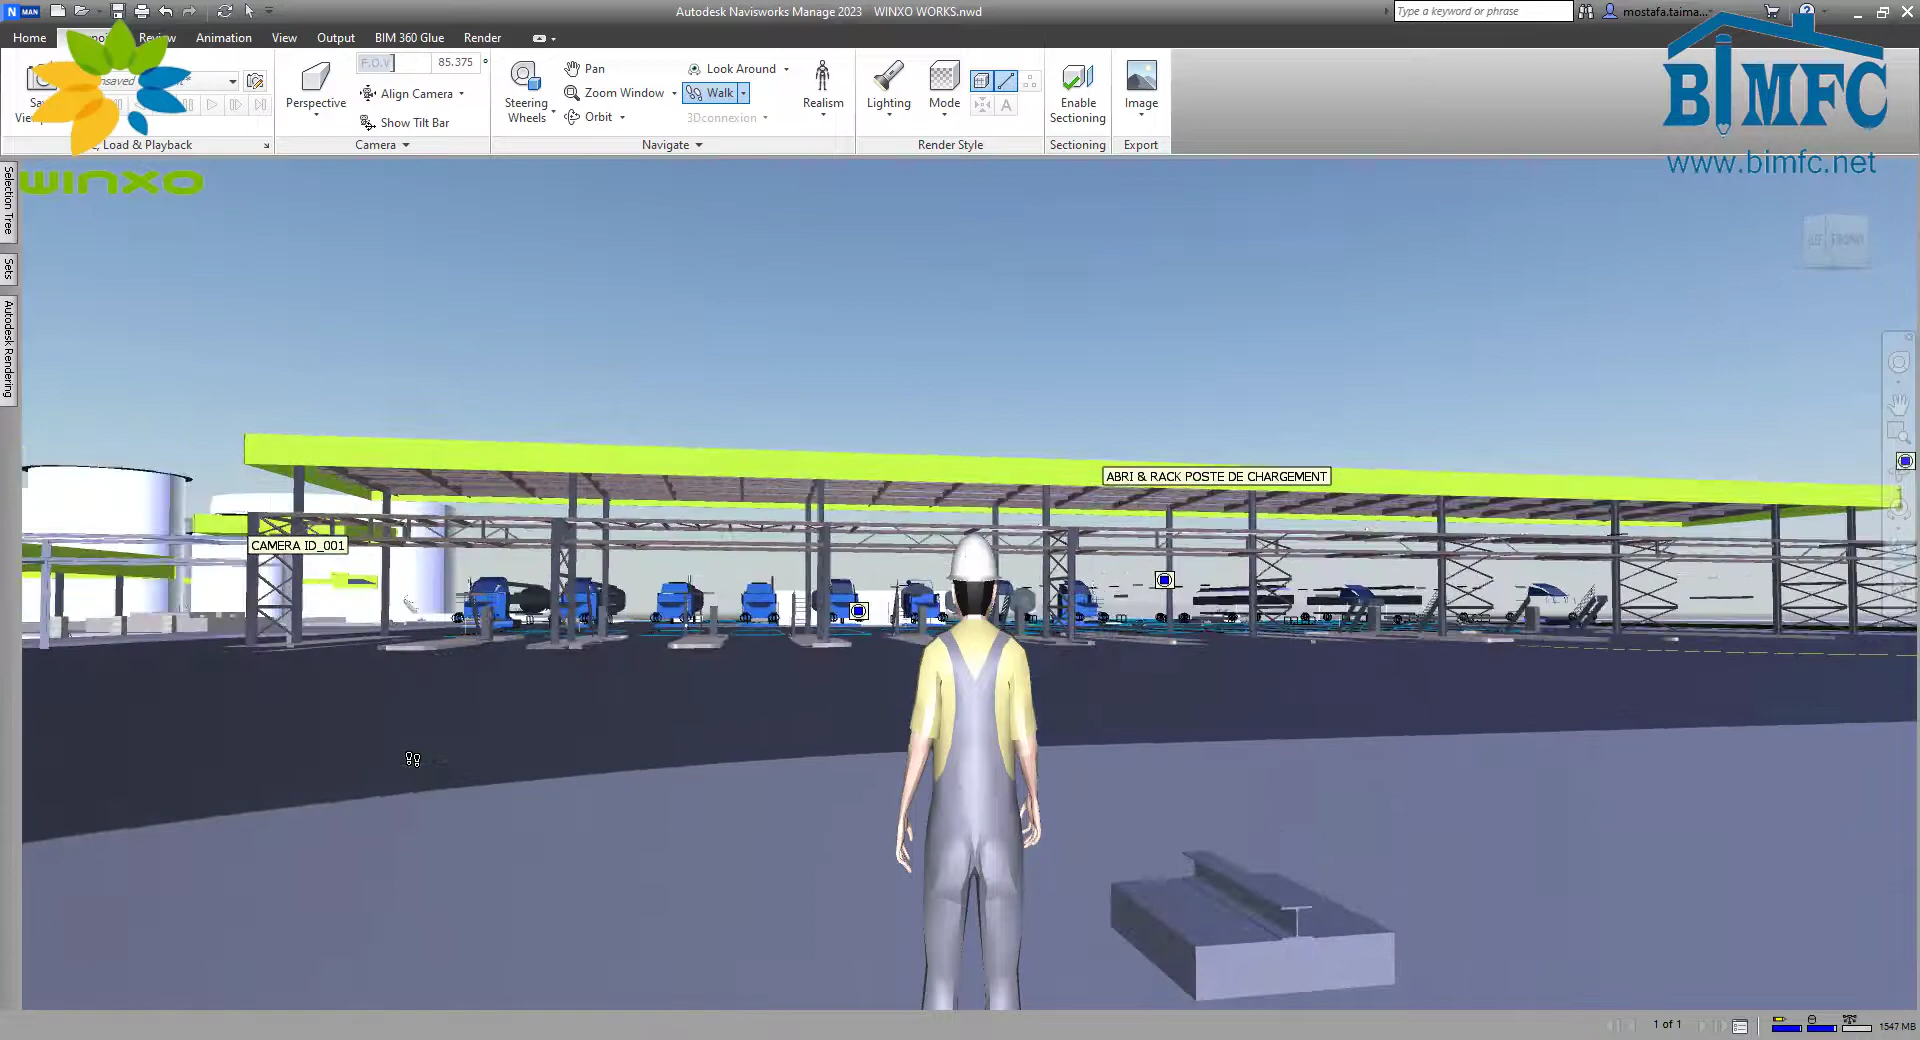 N MAN
Autodesk Navisworks Manage 2023 WINXO WORKS.nwd
Type a keyword or phrase
mostafa.taima...
Home
Review
Animation
View
Output
BIM 360 Glue
Render
F.O.V
85.375 °
Perspective
Align Camera
Show Tilt Bar
Camera
Load & Playback
Steering Wheels
Pan
Zoom Window
Orbit
Look Around
Walk
3Dconnexion
Navigate
Realism
Lighting
Mode
A
Render Style
Enable Sectioning
Sectioning
Image
Export
BIMFC
www.bimfc.net
winxo
Selection Tree
Sets
Autodesk Rendering
ABRI & RACK POSTE DE CHARGEMENT
CAMERA ID_001
1 of 1
1547 MB